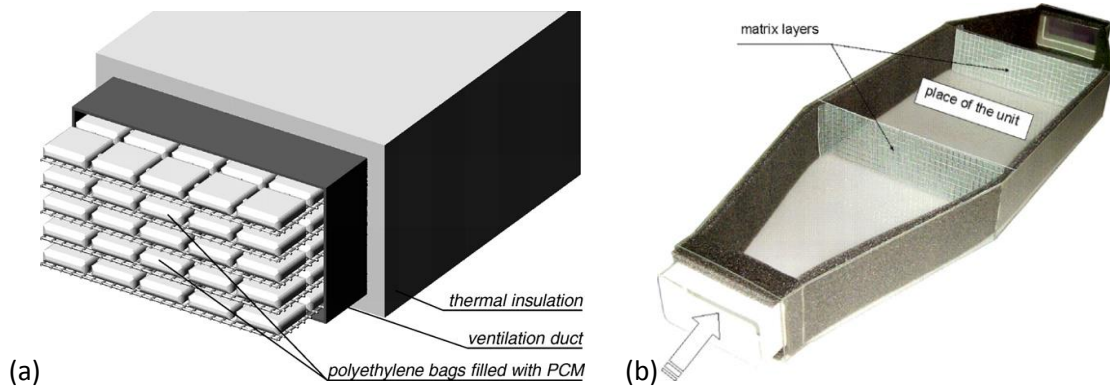 matrix layers
place of the unit
thermal insulation
ventilation duct
polyethylene bags filled with PCM
(a)
(b)